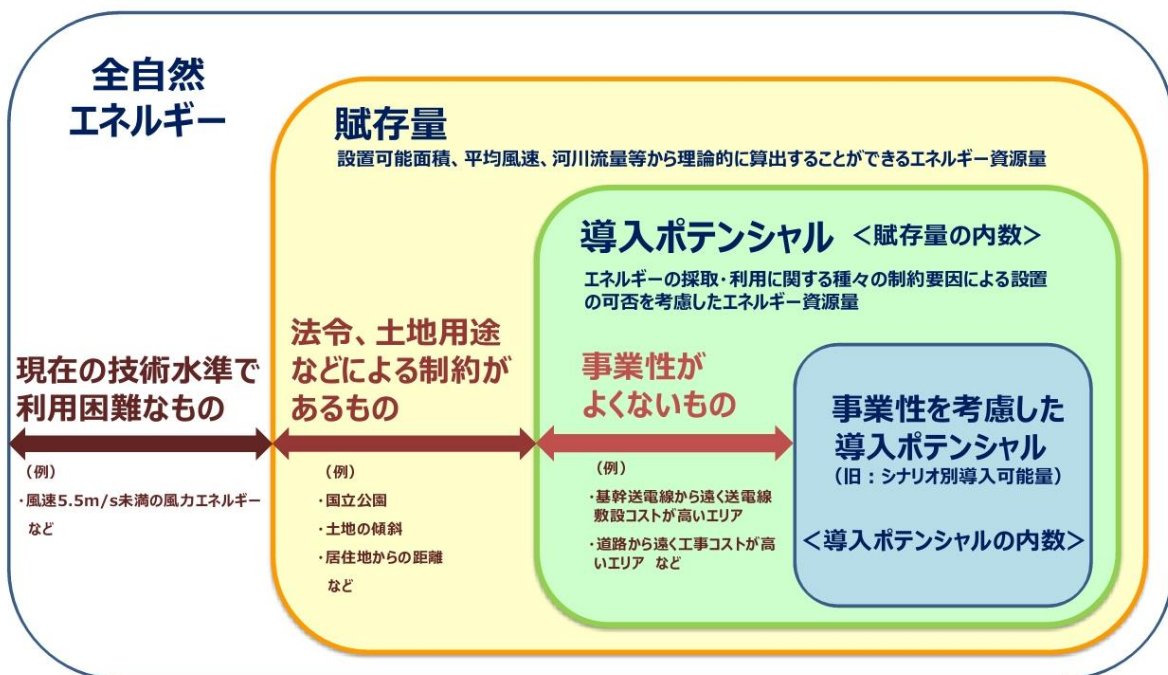 全自然
エネルギー
賦存量
設置可能面積、平均風速、河川流量等から理論的に算出することができるエネルギー資源量
導入ポテンシャル ＜賦存量の内数＞
エネルギーの採取・利用に関する種々の制約要因による設置
の可否を考慮したエネルギー資源量
現在の技術水準で
利用困難なもの
（例）
・風速5.5m/s未満の風力エネルギー
など
法令、土地用途
などによる制約が
あるもの
（例）
・国立公園
・土地の傾斜
・居住地からの距離
など
事業性が
よくないもの
（例）
・基幹送電線から遠く送電線
敷設コストが高いエリア
・道路から遠く工事コストが高
いエリア など
事業性を考慮した
導入ポテンシャル
（旧：シナリオ別導入可能量）
＜導入ポテンシャルの内数＞